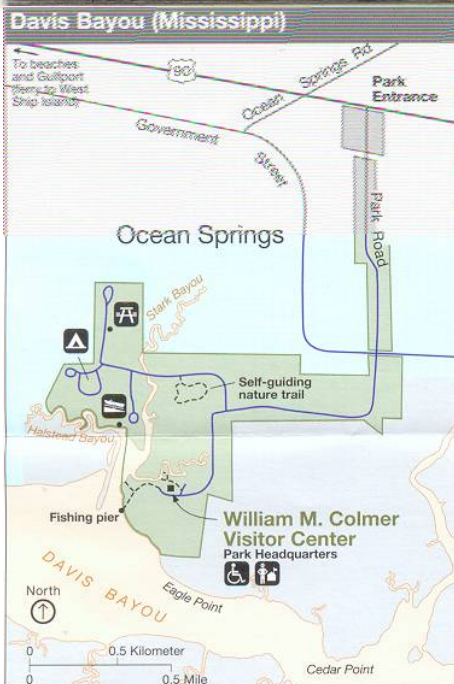 Davis Bayou (Mississippi)
To beaches
and Gulfport
(ferry to West
Ship Island)
90
Ocean Springs Rd
Park
Entrance
Government
Street
Park Road
Ocean Springs
Stark Bayou
Self-guiding
nature trail
Halstead Bayou
Fishing pier
William M. Colmer
Visitor Center
Park Headquarters
DAVIS BAYOU
Eagle Point
North
0 0.5 Kilometer
0 0.5 Mile
Cedar Point